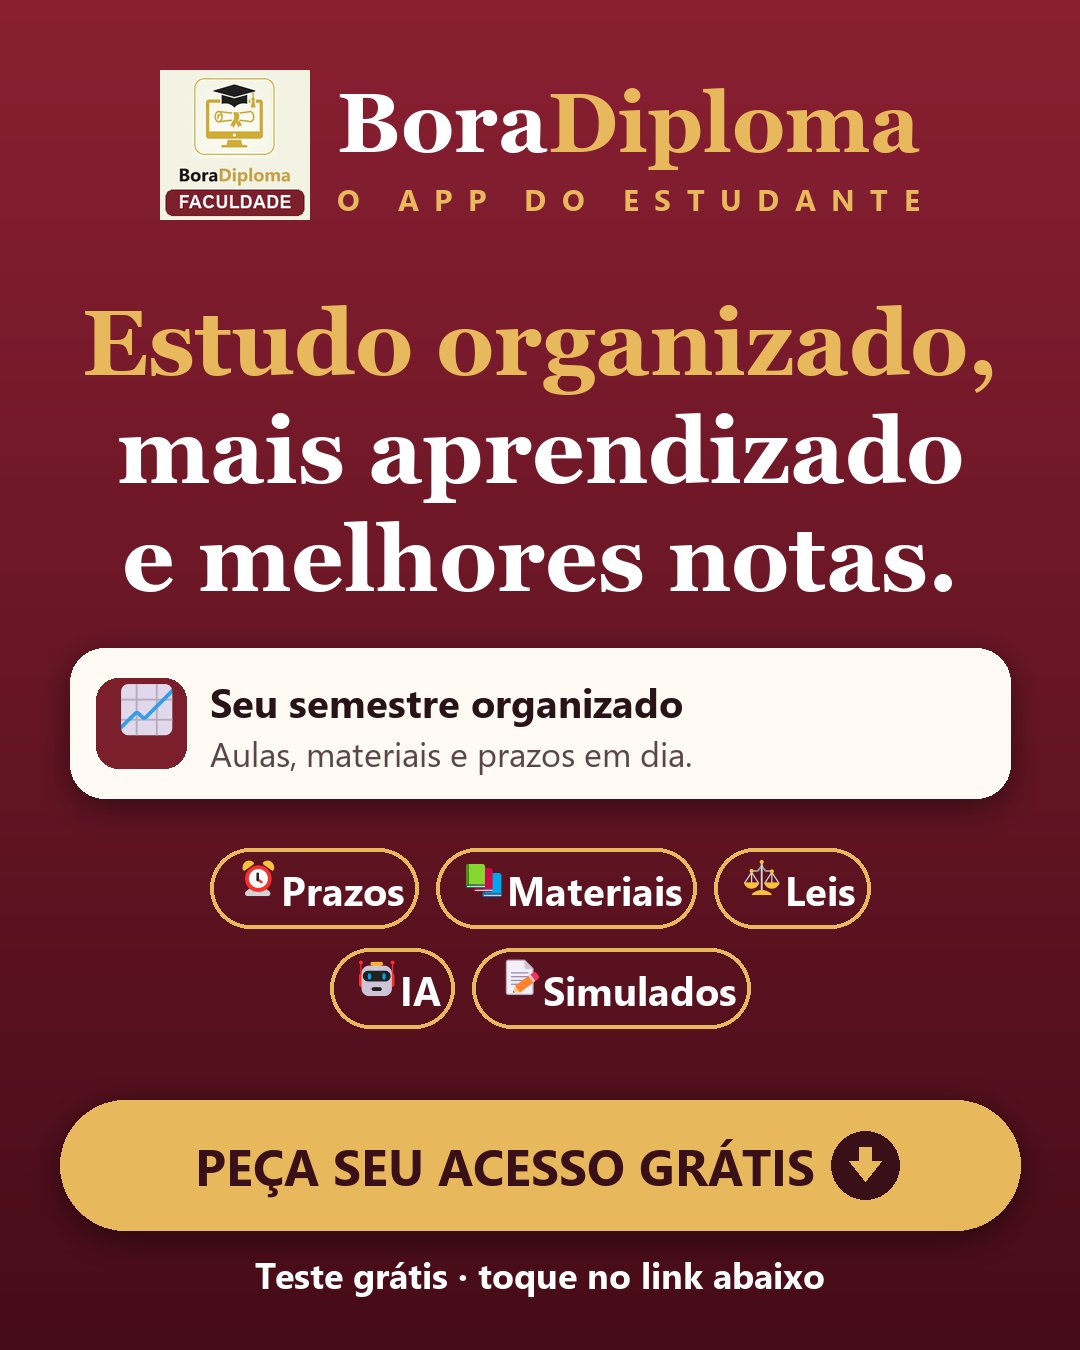 BoraDiploma
FACULDADE
BoraDiploma
O APP DO ESTUDANTE
Estudo organizado,
mais aprendizado
e melhores notas.
Seu semestre organizado
Aulas, materiais e prazos em dia.
Prazos
Materiais
Leis
IA
Simulados
PEÇA SEU ACESSO GRÁTIS
Teste grátis · toque no link abaixo